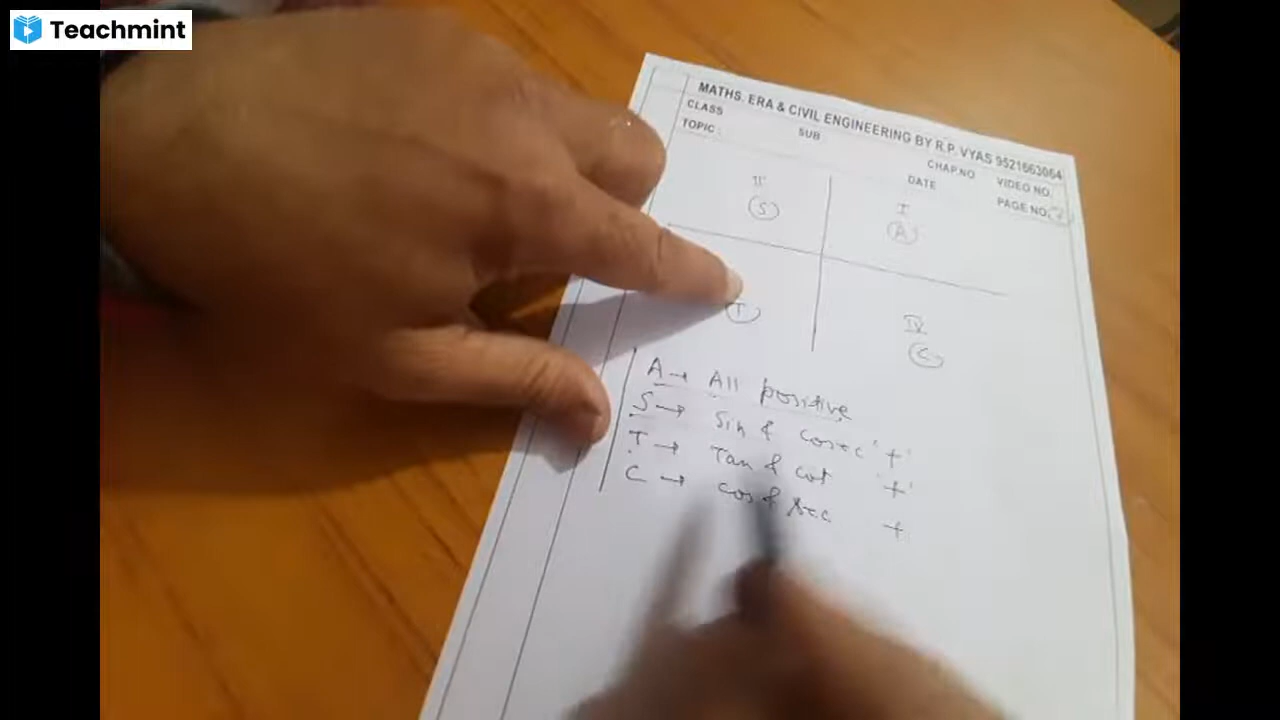 Teachmint
MATHS. ERA & CIVIL ENGINEERING BY R.P. VYAS 9521663064
CLASS SUB CHAP.NO VIDEO NO.
TOPIC : DATE PAGE NO.
II I
S A
IV
T C
A → All positive
S → Sin & cosec '+'
T → Tan & cot '+'
C → cos & sec +